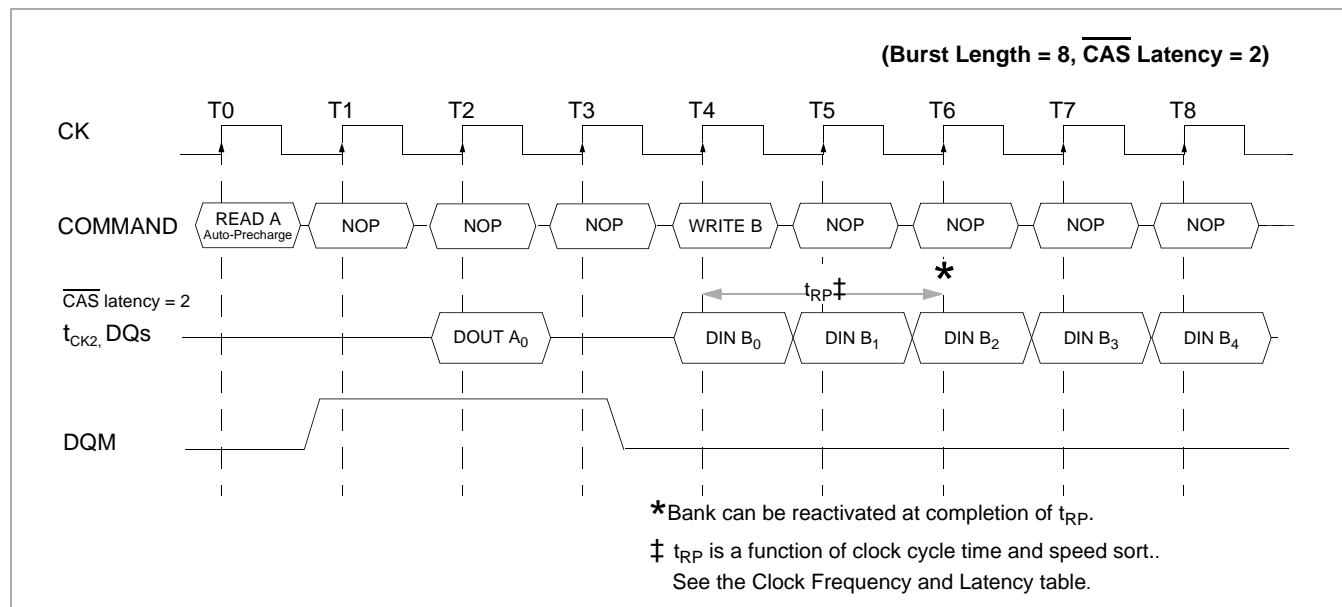 (Burst Length = 8, CAS Latency = 2)
T0 T1 T2 T3 T4 T5 T6 T7 T8
CK
COMMAND
READ A
Auto-Precharge
NOP NOP NOP WRITE B NOP NOP NOP NOP
*
CAS latency = 2
tRP‡
tCK2, DQs
DOUT A0 DIN B0 DIN B1 DIN B2 DIN B3 DIN B4
DQM
*Bank can be reactivated at completion of tRP.
‡ tRP is a function of clock cycle time and speed sort..
See the Clock Frequency and Latency table.